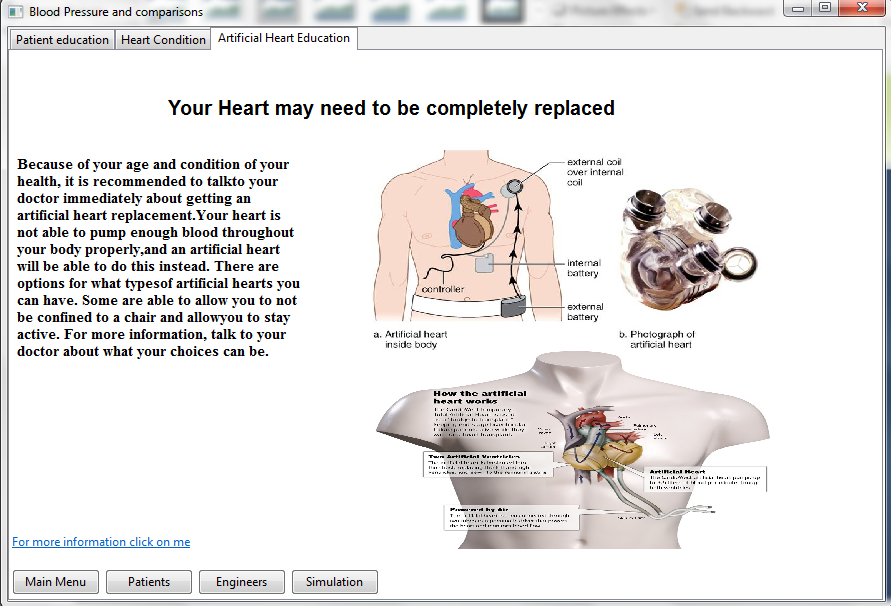 Blood Pressure and comparisons
Patient education
Heart Condition
Artificial Heart Education
Your Heart may need to be completely replaced
Because of your age and condition of your
health, it is recommended to talkto your
doctor immediately about getting an
artificial heart replacement.Your heart is
not able to pump enough blood throughout
your body properly,and an artificial heart
will be able to do this instead. There are
options for what typesof artificial hearts you
can have. Some are able to allow you to not
be confined to a chair and allowyou to stay
active. For more information, talk to your
doctor about what your choices can be.
external coil
over internal
coil
internal
battery
controller
external
battery
a. Artificial heart
inside body
b. Photograph of
artificial heart
How the artificial
heart works
Two Artificial Ventricles
Artificial Heart
Powered by Air
For more information click on me
Main Menu
Patients
Engineers
Simulation